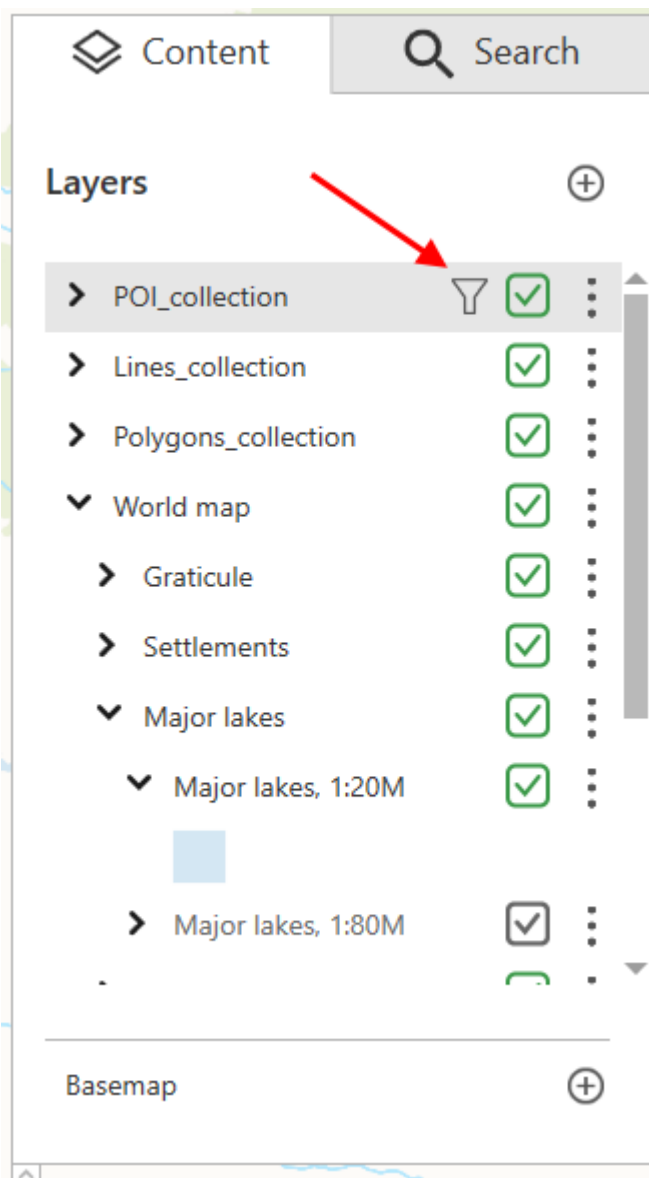 Content
Search
Layers
POI_collection
Lines_collection
Polygons_collection
World map
Graticule
Settlements
Major lakes
Major lakes, 1:20M
Major lakes, 1:80M
Basemap